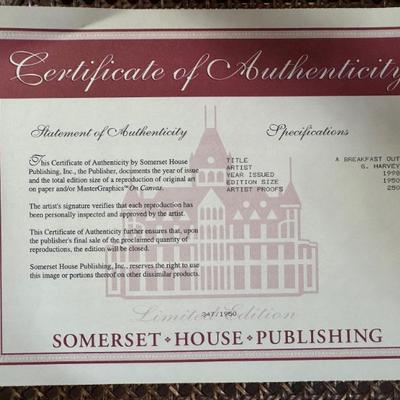 Certificate of Authenticity
Statement of Authenticity
This Certificate of Authenticity by Somerset House
Publishing, Inc., the Publisher, documents the year of issue
and the total edition size of a reproduction of original art
on paper and/or MasterGraphics™ On Canvas.
The artist's signature verifies that each reproduction has
been personally inspected and approved by the artist.
This Certificate of Authenticity further ensures that, upon
the publisher's final sale of the proclaimed quantity of
reproductions, the edition will be closed.
Somerset House Publishing, Inc., reserves the right to use
this image or portions thereof on other dissimilar products.
Specifications
TITLE A BREAKFAST OUT
ARTIST G. HARVEY
YEAR ISSUED 1998
EDITION SIZE 1950
ARTIST PROOFS 250
Limited Edition
347/1950
SOMERSET • HOUSE • PUBLISHING